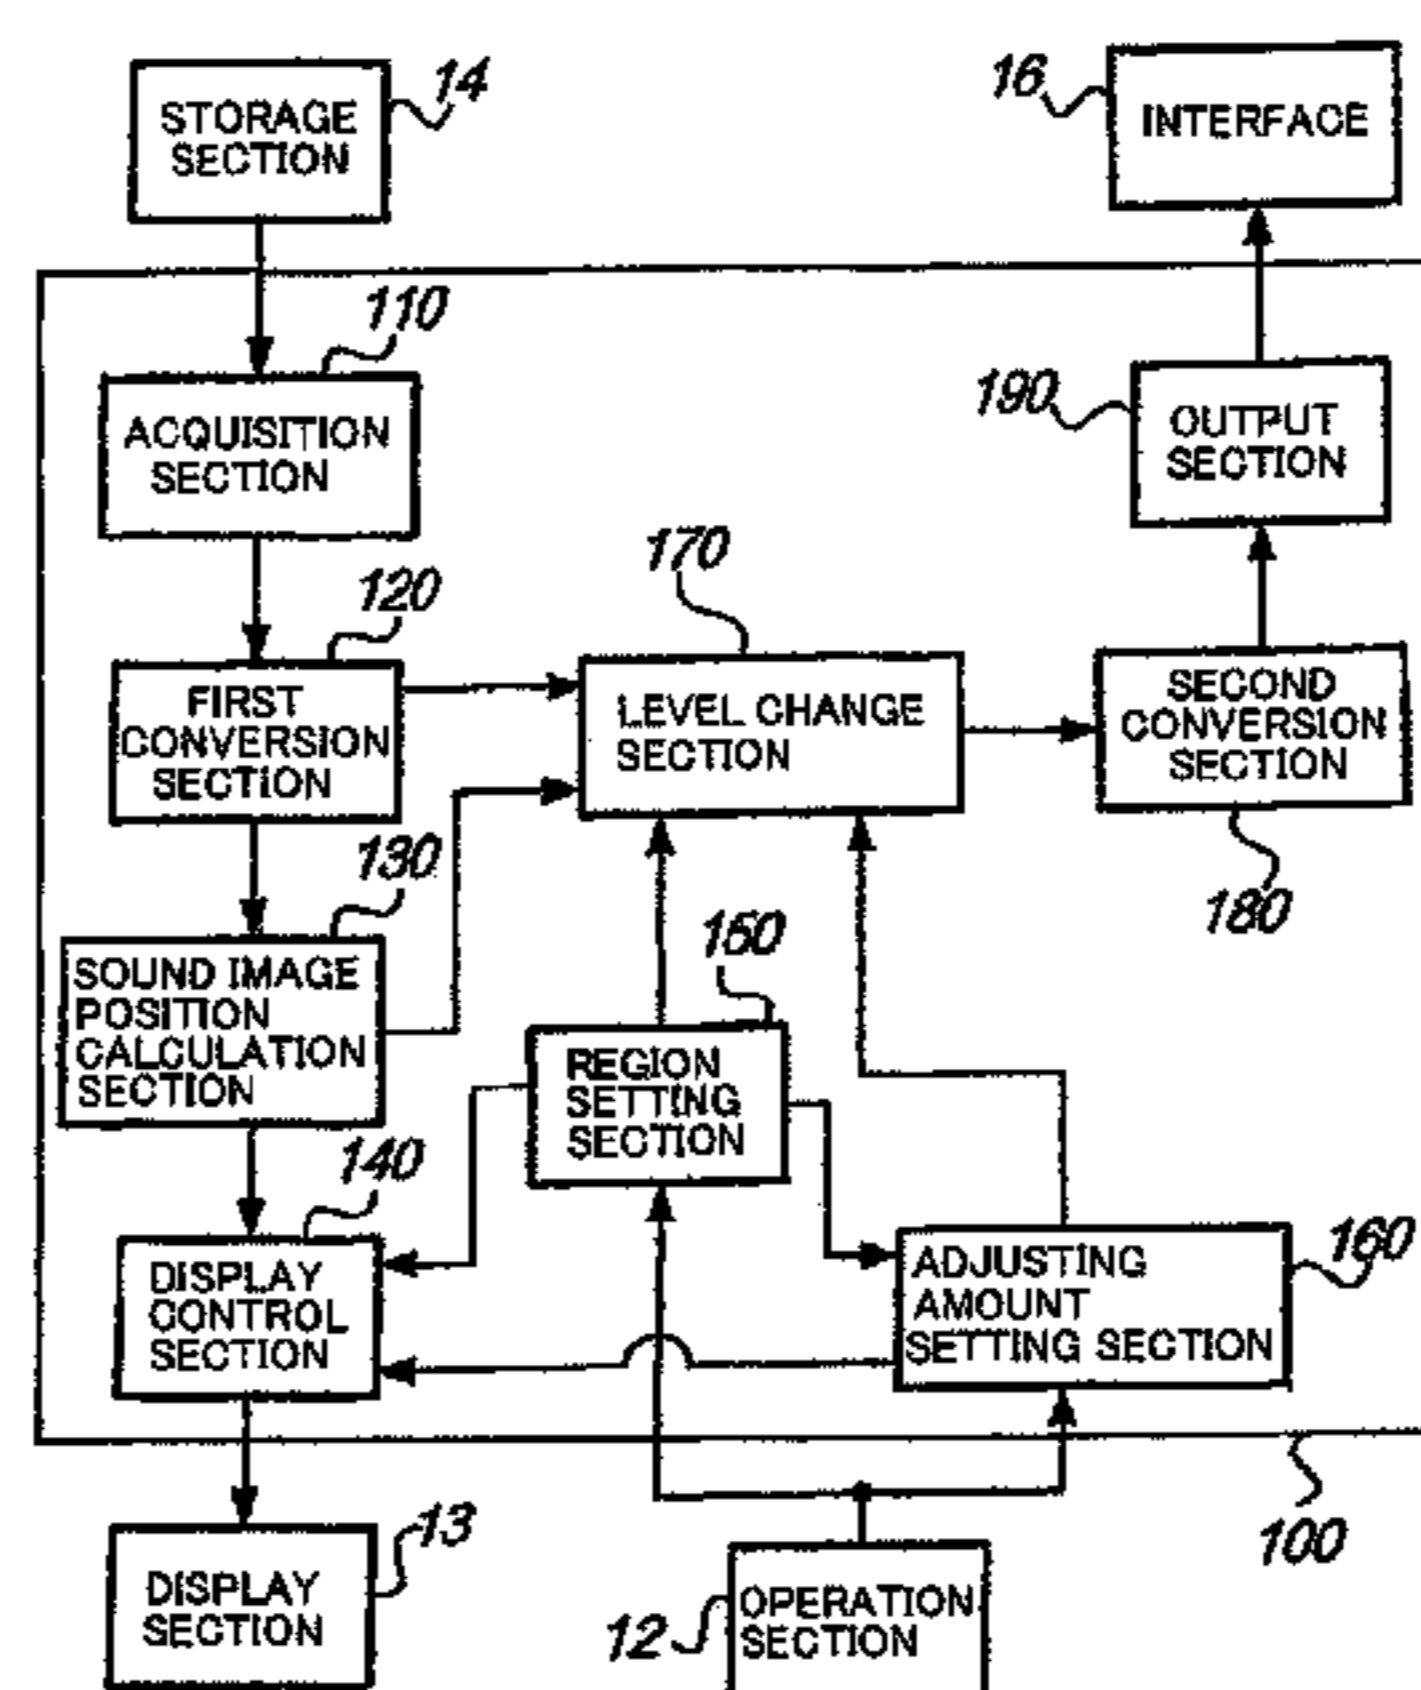 14
STORAGE
SECTION
16
INTERFACE
110
ACQUISITION
SECTION
190
OUTPUT
SECTION
120
FIRST
CONVERSION
SECTION
170
LEVEL CHANGE
SECTION
SECOND
CONVERSION
SECTION
180
130
SOUND IMAGE
POSITION
CALCULATION
SECTION
150
REGION
SETTING
SECTION
140
DISPLAY
CONTROL
SECTION
160
ADJUSTING
AMOUNT
SETTING SECTION
100
13
DISPLAY
SECTION
12
OPERATION
SECTION